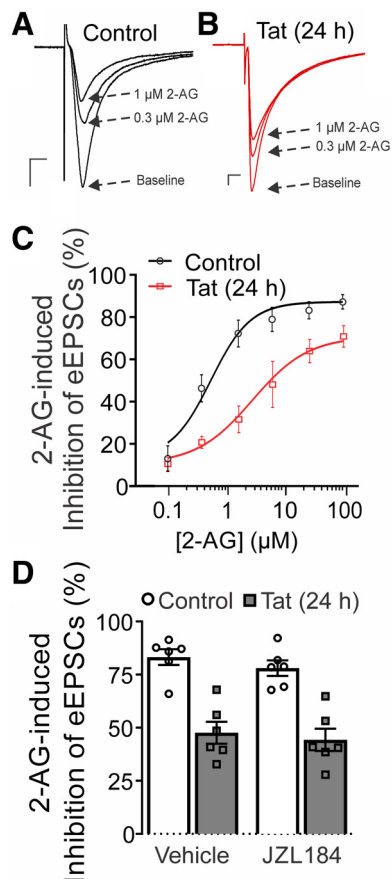 A
Control
1 µM 2-AG
0.3 µM 2-AG
Baseline
B
Tat (24 h)
1 µM 2-AG
0.3 µM 2-AG
Baseline
C
Control
Tat (24 h)
2-AG-induced
Inhibition of eEPSCs (%)
100
80
60
40
20
0
0.1 1 10 100
[2-AG] (µM)
D
Control Tat (24 h)
2-AG-induced
Inhibition of eEPSCs (%)
100
75
50
25
0
Vehicle JZL184